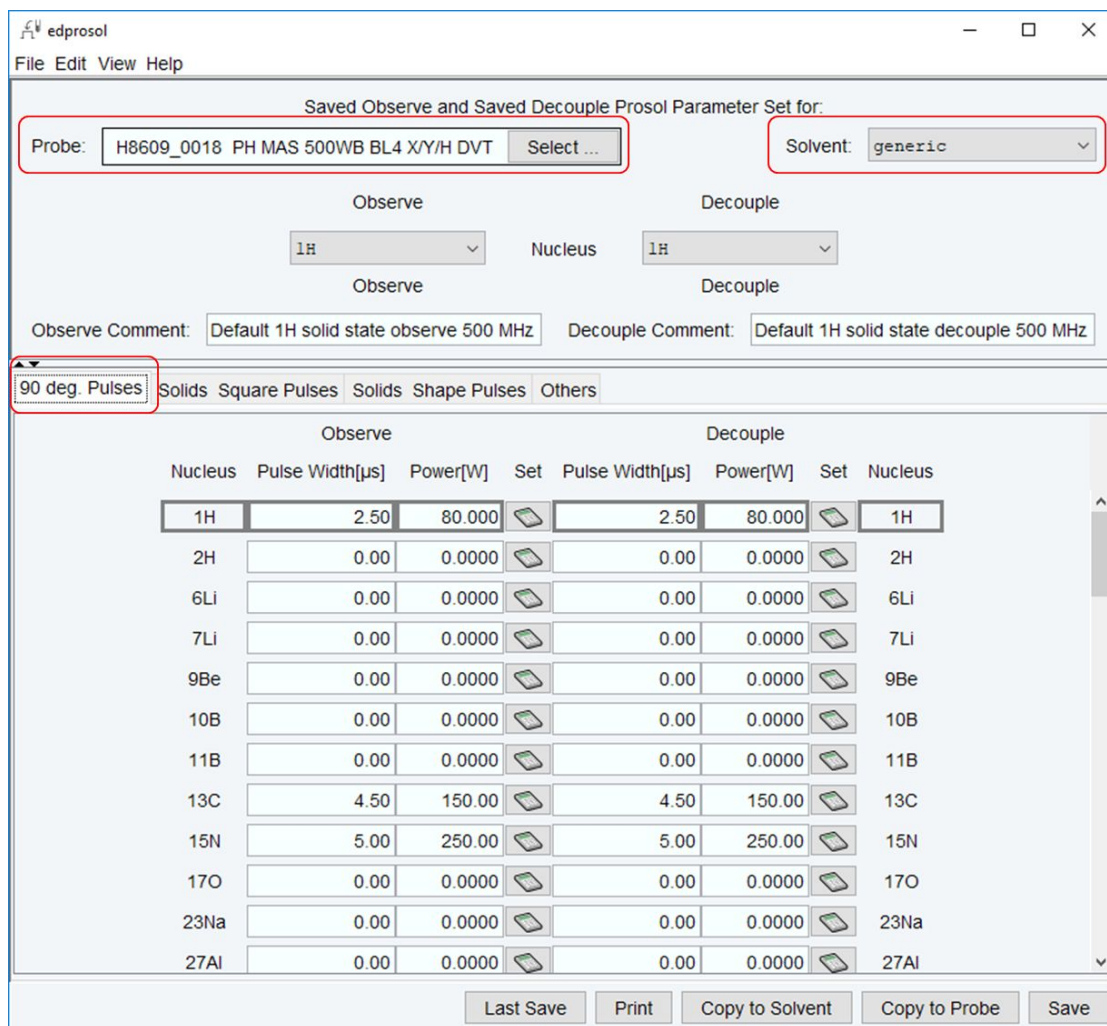 edprosol
File Edit View Help
Saved Observe and Saved Decouple Prosol Parameter Set for:
Probe: H8609_0018 PH MAS 500WB BL4 X/Y/H DVT Select ... Solvent: generic
Observe Decouple
1H Nucleus 1H
Observe Decouple
Observe Comment: Default 1H solid state observe 500 MHz Decouple Comment: Default 1H solid state decouple 500 MHz
90 deg. Pulses Solids Square Pulses Solids Shape Pulses Others
Observe Decouple
Nucleus Pulse Width[µs] Power[W] Set Pulse Width[µs] Power[W] Set Nucleus
1H 2.50 80.000 2.50 80.000 1H
2H 0.00 0.0000 0.00 0.0000 2H
6Li 0.00 0.0000 0.00 0.0000 6Li
7Li 0.00 0.0000 0.00 0.0000 7Li
9Be 0.00 0.0000 0.00 0.0000 9Be
10B 0.00 0.0000 0.00 0.0000 10B
11B 0.00 0.0000 0.00 0.0000 11B
13C 4.50 150.00 4.50 150.00 13C
15N 5.00 250.00 5.00 250.00 15N
17O 0.00 0.0000 0.00 0.0000 17O
23Na 0.00 0.0000 0.00 0.0000 23Na
27Al 0.00 0.0000 0.00 0.0000 27Al
Last Save Print Copy to Solvent Copy to Probe Save